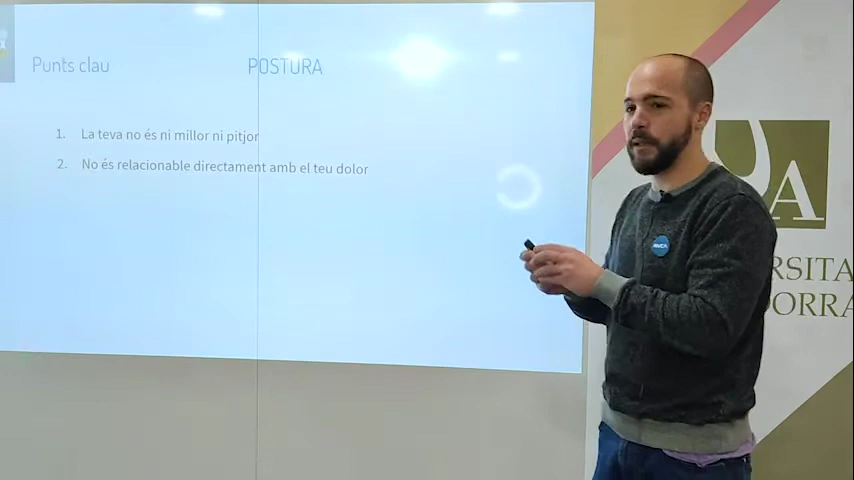 Punts clau
POSTURA
1. La teva no és ni millor ni pitjor
2. No és relacionable directament amb el teu dolor
A
RSITA
ORRA